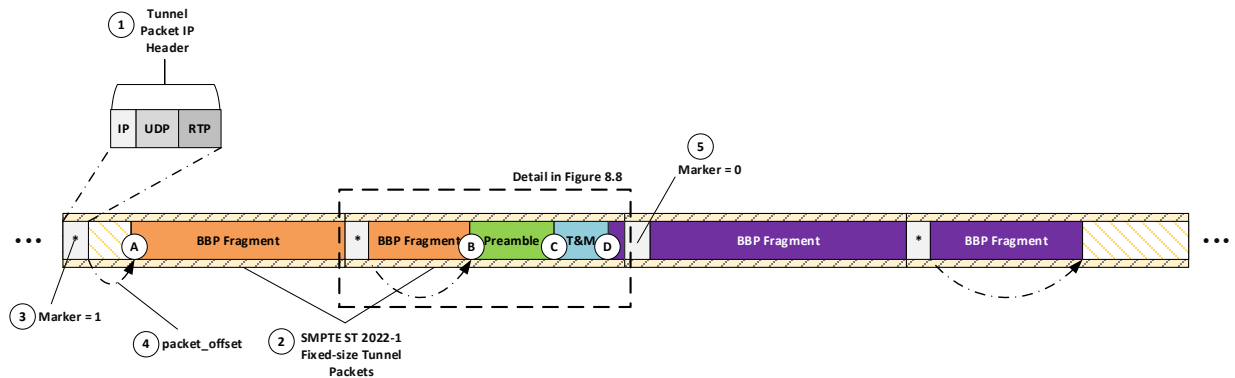 1
Tunnel
Packet IP
Header
IP UDP RTP
5
Marker = 0
Detail in Figure 8.8
••• * A BBP Fragment * BBP Fragment B Preamble C T&M D BBP Fragment * BBP Fragment •••
3 Marker = 1
4 packet_offset
2 SMPTE ST 2022-1
Fixed-size Tunnel
Packets